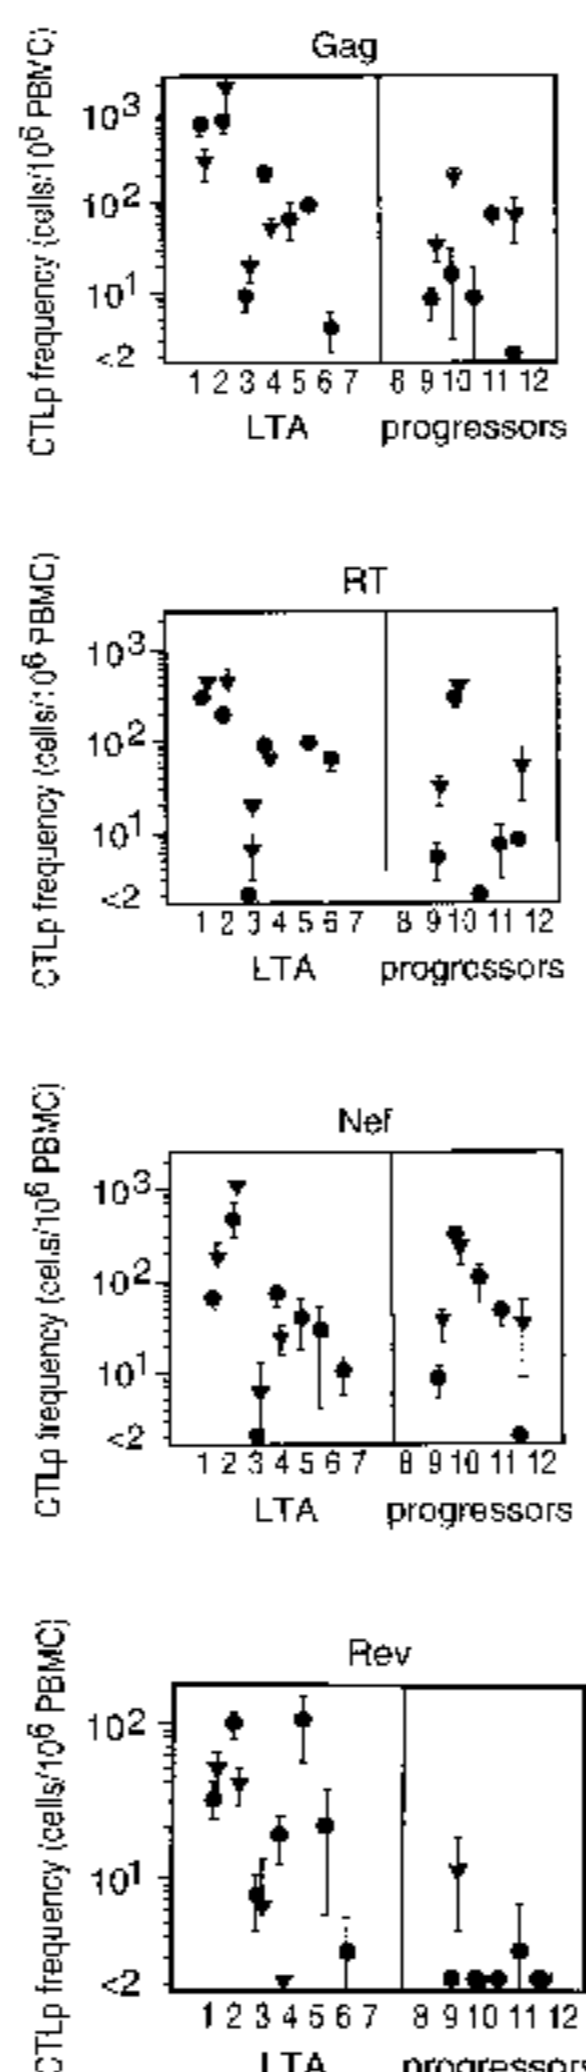 Gag
CTLp frequency (cells/10⁶ PBMC)
10³
10²
10¹
<2
1 2 3 4 5 6 7 8 9 10 11 12
LTA progressors
RT
CTLp frequency (cells/10⁶ PBMC)
10³
10²
10¹
<2
1 2 3 4 5 6 7 8 9 10 11 12
LTA progressors
Nef
CTLp frequency (cells/10⁶ PBMC)
10³
10²
10¹
<2
1 2 3 4 5 6 7 8 9 10 11 12
LTA progressors
Rev
CTLp frequency (cells/10⁶ PBMC)
10²
10¹
<2
1 2 3 4 5 6 7 8 9 10 11 12
LTA progressors